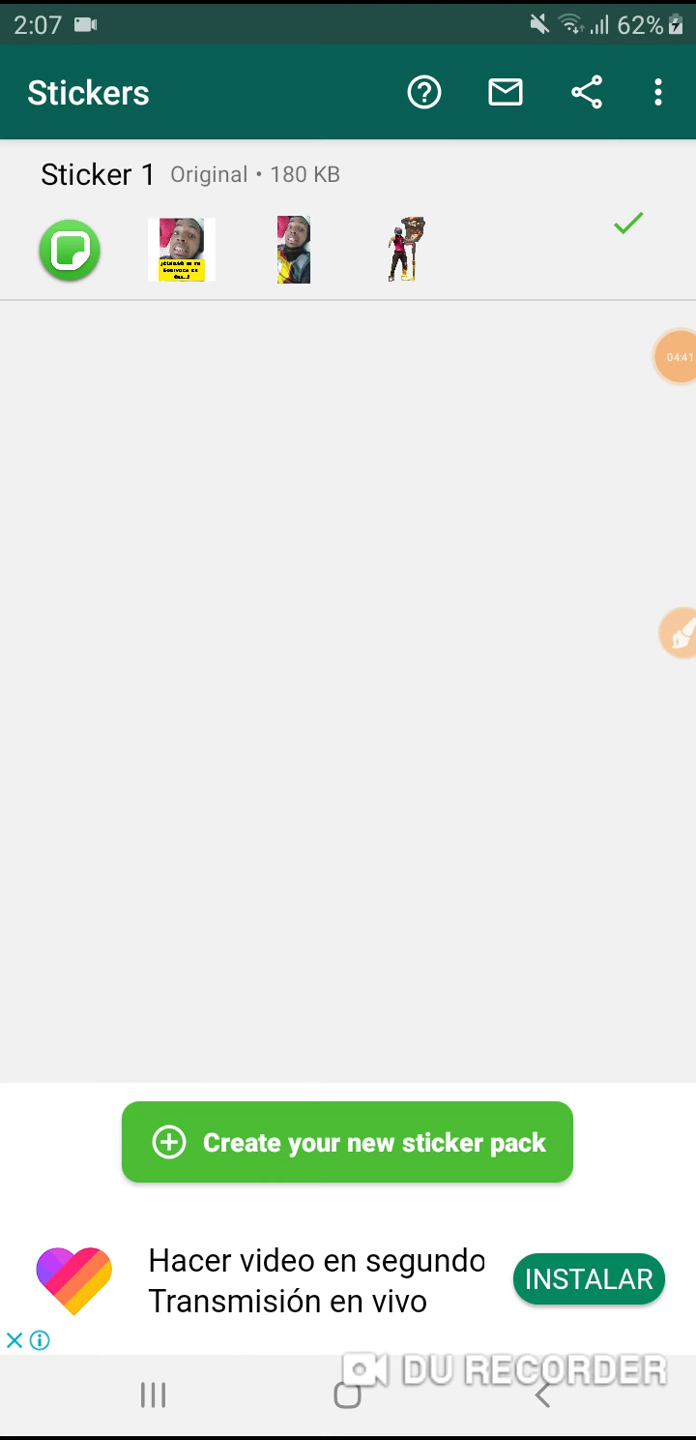 2:07 62%
Stickers
Sticker 1 Original • 180 KB
04:41
Create your new sticker pack
Hacer video en segundo
Transmisión en vivo
INSTALAR
DU RECORDER